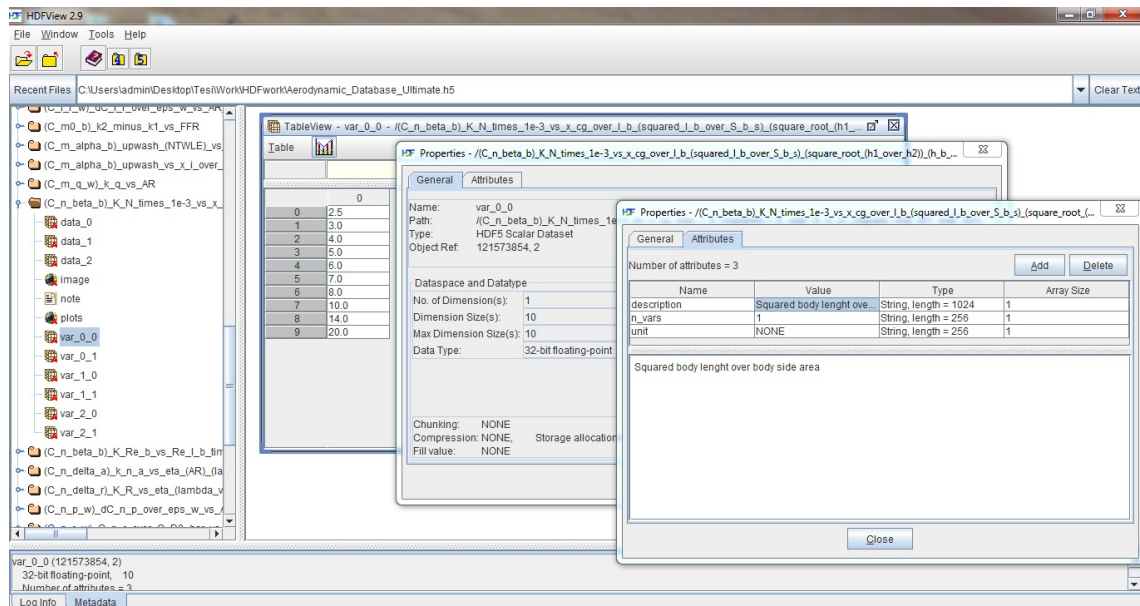 HDFView 2.9
File Window Tools Help
Recent Files C:\Users\admin\Desktop\Tesi\Work\HDFwork\Aerodynamic_Database_Ultimate.h5 Clear Text
(C_m0_b)_k2_minus_k1_vs_FFR
(C_m_alpha_b)_upwash_(NTWLE)_vs
(C_m_alpha_b)_upwash_vs_x_i_over_
(C_m_q_w)_k_q_vs_AR
(C_n_beta_b)_K_N_times_1e-3_vs_x_
data_0
data_1
data_2
image
note
plots
var_0_0
var_0_1
var_1_0
var_1_1
var_2_0
var_2_1
(C_n_beta_b)_K_Re_b_vs_Re_l_b_tim
(C_n_delta_a)_k_n_a_vs_eta_(AR)_(la
(C_n_delta_r)_K_R_vs_eta_(lambda_v
(C_n_p_w)_dC_n_p_over_eps_w_vs_
TableView - var_0_0 - /(C_n_beta_b)_K_N_times_1e-3_vs_x_cg_over_l_b_(squared_l_b_over_S_b_s)_(square_root_(h1_...
Table
0
0 2.5
1 3.0
2 4.0
3 5.0
4 6.0
5 7.0
6 8.0
7 10.0
8 14.0
9 20.0
Properties - /(C_n_beta_b)_K_N_times_1e-3_vs_x_cg_over_l_b_(squared_l_b_over_S_b_s)_(square_root_(h1_over_h2))_(h_b_...
General Attributes
Name: var_0_0
Path: /(C_n_beta_b)_K_N_times_1e
Type: HDF5 Scalar Dataset
Object Ref: 121573854, 2
Dataspace and Datatype
No. of Dimension(s): 1
Dimension Size(s): 10
Max Dimension Size(s): 10
Data Type: 32-bit floating-point
Chunking: NONE
Compression: NONE, Storage allocation
Fill value: NONE
Properties - /(C_n_beta_b)_K_N_times_1e-3_vs_x_cg_over_l_b_(squared_l_b_over_S_b_s)_(square_root_(...
General Attributes
Number of attributes = 3 Add Delete
Name Value Type Array Size
description Squared body lenght ove... String, length = 1024 1
n_vars 1 String, length = 256 1
unit NONE String, length = 256 1
Squared body lenght over body side area
Close
var_0_0 (121573854, 2)
32-bit floating-point, 10
Number of attributes = 3
Log Info Metadata